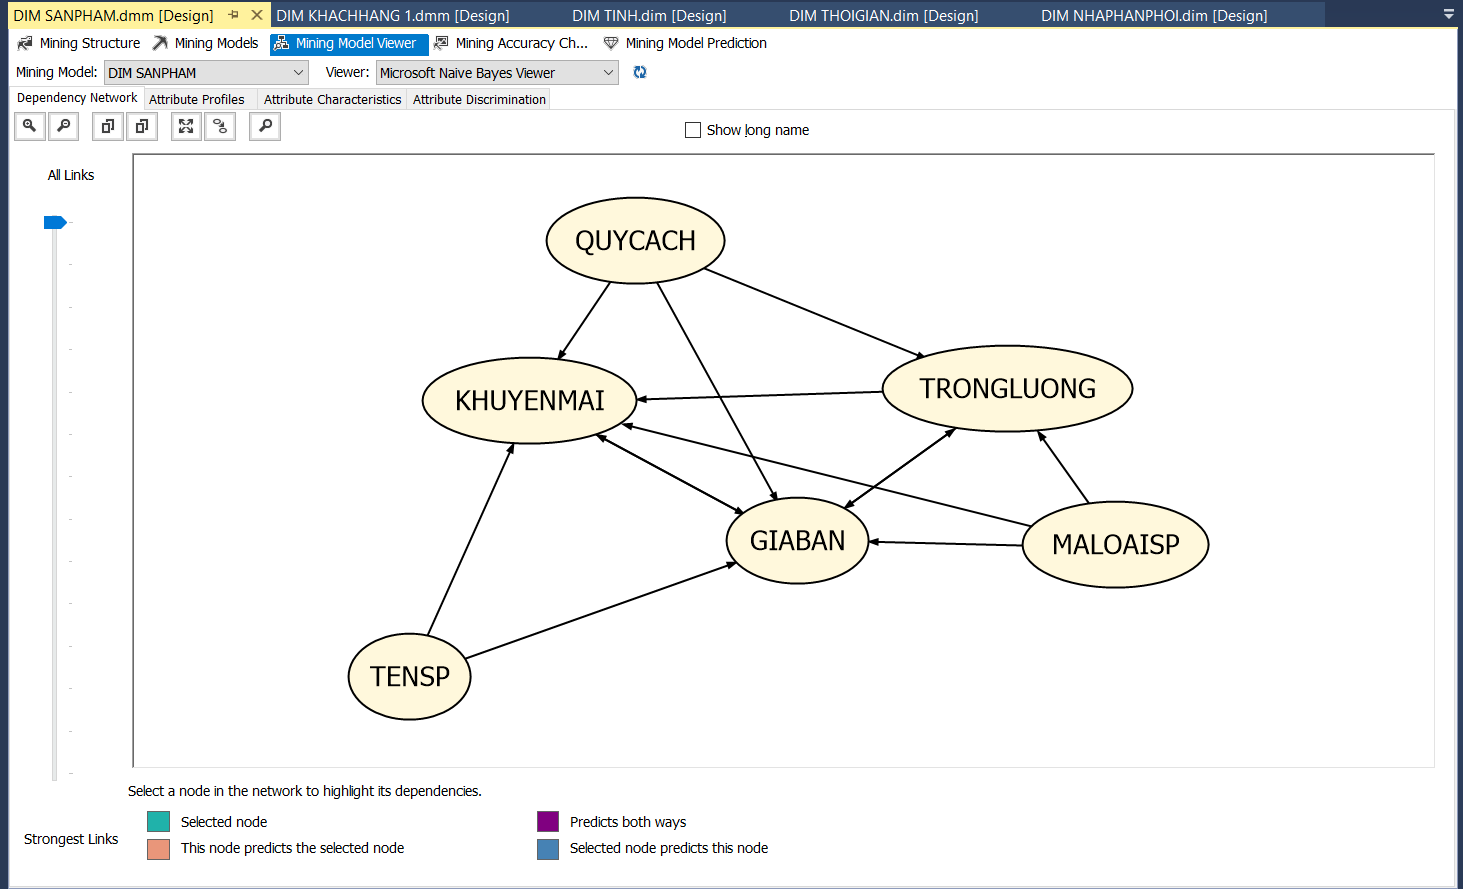 DIM SANPHAM.dmm [Design] DIM KHACHHANG 1.dmm [Design] DIM TINH.dim [Design] DIM THOIGIAN.dim [Design] DIM NHAPHANPHOI.dim [Design]
Mining Structure Mining Models Mining Model Viewer Mining Accuracy Ch... Mining Model Prediction
Mining Model: DIM SANPHAM Viewer: Microsoft Naive Bayes Viewer
Dependency Network Attribute Profiles Attribute Characteristics Attribute Discrimination
Show long name
All Links
QUYCACH
TRONGLUONG
KHUYENMAI
GIABAN
MALOAISP
TENSP
Select a node in the network to highlight its dependencies.
Selected node Predicts both ways
Strongest Links
This node predicts the selected node Selected node predicts this node